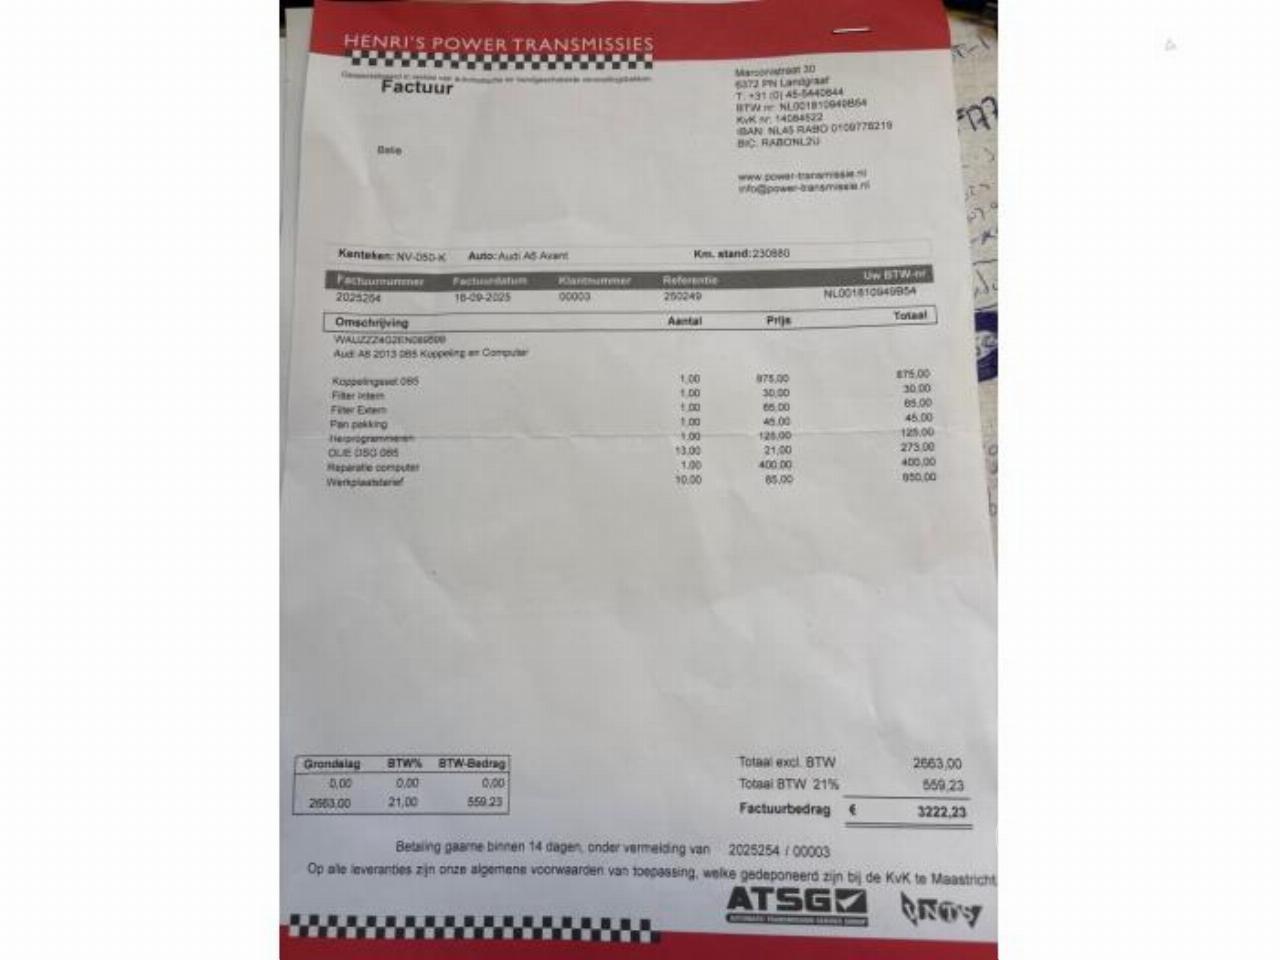 HENRI'S POWER TRANSMISSIES
Factuur
Balie
Marconistraat 30
6372 PN Landgraaf
T. +31 (0) 45-5440844
BTW nr: NL001810949B54
KvK nr: 14084522
IBAN: NL45 RABO 0109778219
BIC: RABONL2U
www.power-transmissie.nl
info@power-transmissie.nl
Kenteken: NV-050-K Auto: Audi A6 Avant Km. stand: 230880
Factuurnummer Factuurdatum Klantnummer Referentie Uw BTW-nr
2025254 16-09-2025 00003 250249 NL001810949B54
Omschrijving Aantal Prijs Totaal
Audi A6 2013 0B5 Koppeling en Computer
Koppelingsset 0B5 1,00 875,00 875,00
Filter Intern 1,00 30,00 30,00
Filter Extern 1,00 65,00 65,00
Pan pakking 1,00 45,00 45,00
Herprogrammeren 1,00 125,00 125,00
OLIE DSG 0B5 13,00 21,00 273,00
Reparatie computer 1,00 400,00 400,00
Werkplaatstarief 10,00 85,00 850,00
Grondslag BTW% BTW-Bedrag
0,00 0,00 0,00
2663,00 21,00 559,23
Totaal excl. BTW 2663,00
Totaal BTW 21% 559,23
Factuurbedrag € 3222,23
Betaling gaarne binnen 14 dagen, onder vermelding van 2025254 / 00003
Op alle leveranties zijn onze algemene voorwaarden van toepassing, welke gedeponeerd zijn bij de KvK te Maastricht
ATSG
AUTOMATIC TRANSMISSION SERVICE GROUP